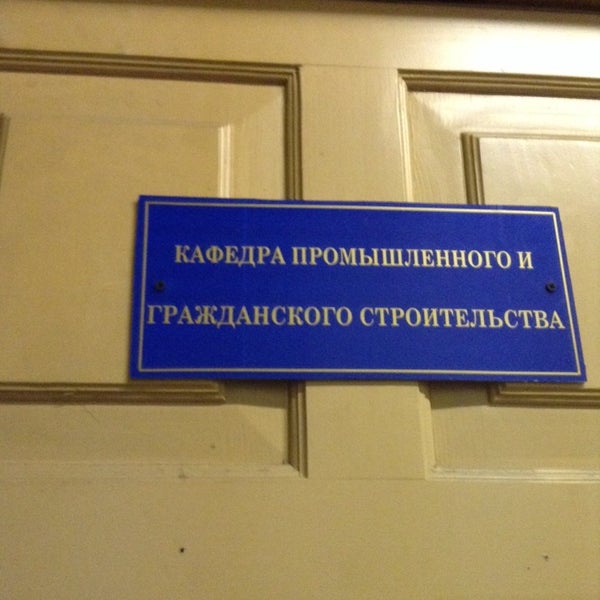 КАФЕДРА ПРОМЫШЛЕННОГО И
ГРАЖДАНСКОГО СТРОИТЕЛЬСТВА